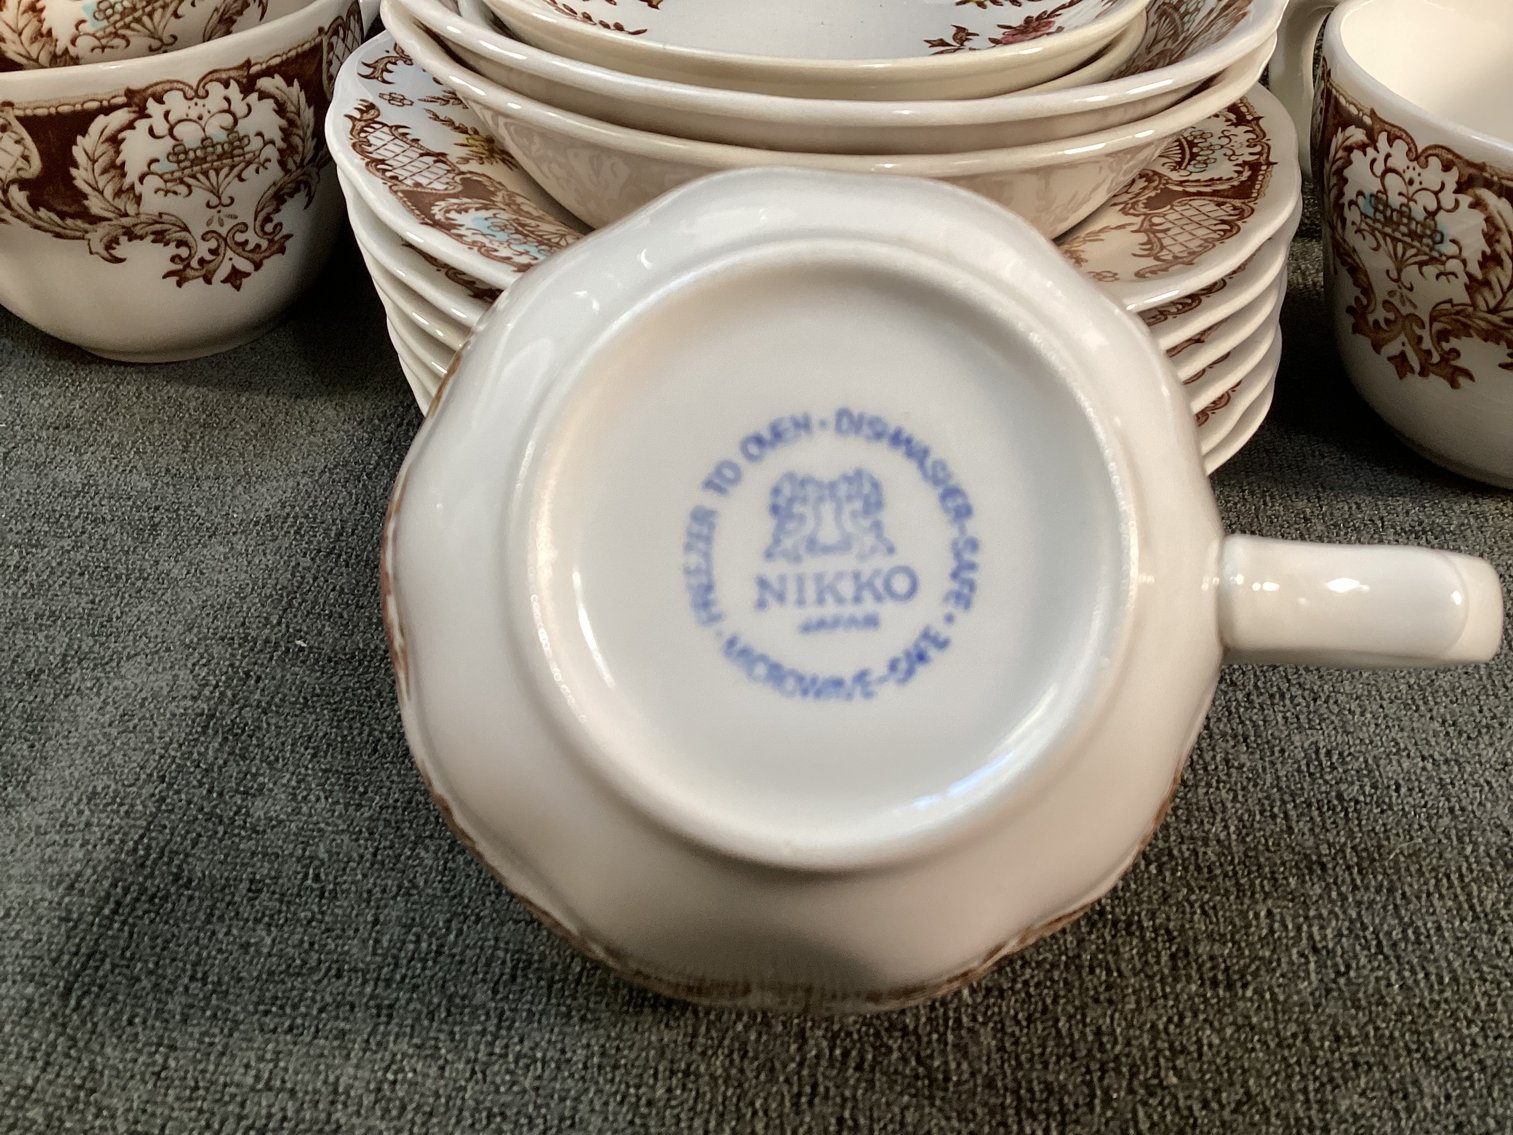 FREEZER TO OVEN · DISHWASHER-SAFE · MICROWAVE-SAFE ·
NIKKO
JAPAN